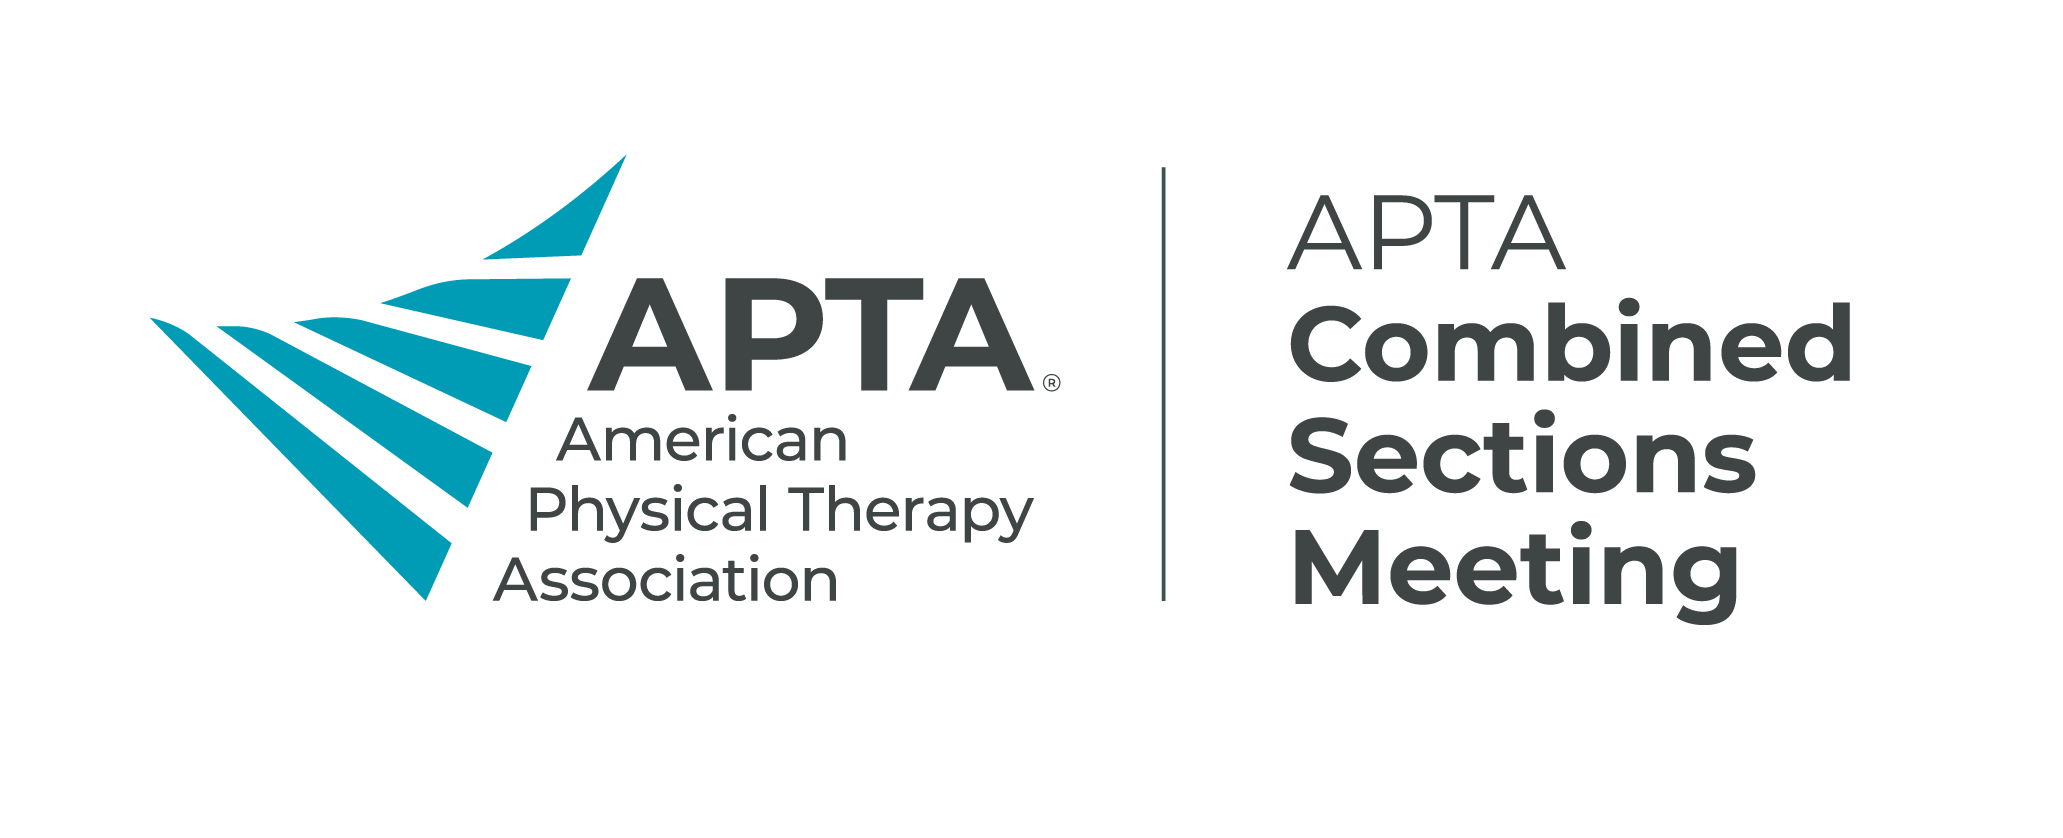 APTA®
American
Physical Therapy
Association
APTA
Combined
Sections
Meeting